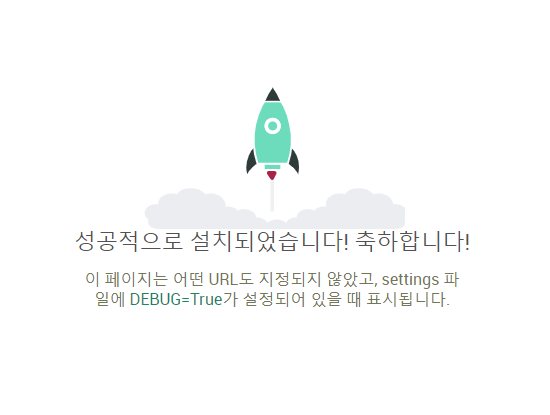 성공적으로 설치되었습니다! 축하합니다!
이 페이지는 어떤 URL도 지정되지 않았고, settings 파
일에 DEBUG=True가 설정되어 있을 때 표시됩니다.